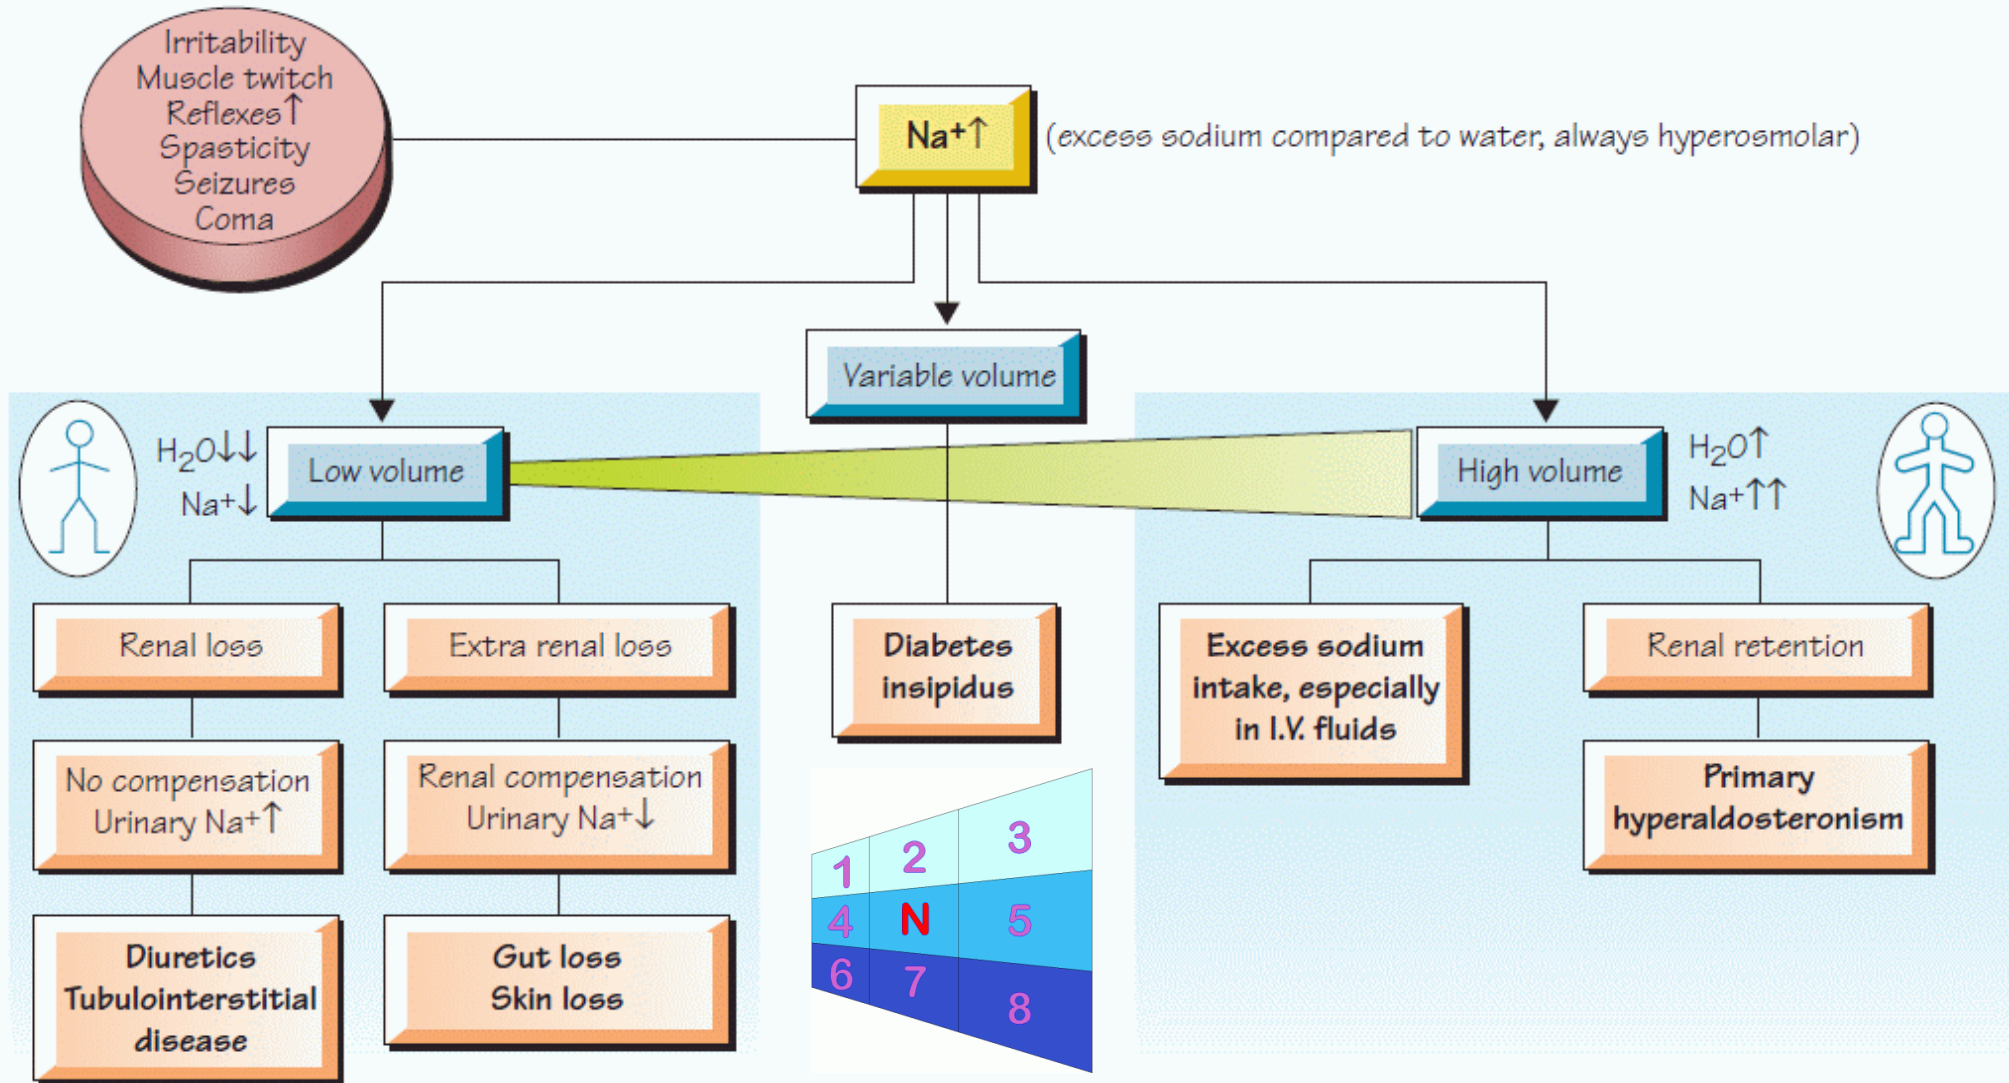 Irritability
Muscle twitch
Reflexes↑
Spasticity
Seizures
Coma
Na⁺↑
(excess sodium compared to water, always hyperosmolar)
Variable volume
H₂O↓↓
Na⁺↓
Low volume
High volume
H₂O↑
Na⁺↑↑
Renal loss
Extra renal loss
Diabetes
insipidus
Excess sodium
intake, especially
in I.V. fluids
Renal retention
No compensation
Urinary Na⁺↑
Renal compensation
Urinary Na⁺↓
Primary
hyperaldosteronism
Diuretics
Tubulointerstitial
disease
Gut loss
Skin loss
1 2 3
4 N 5
6 7 8